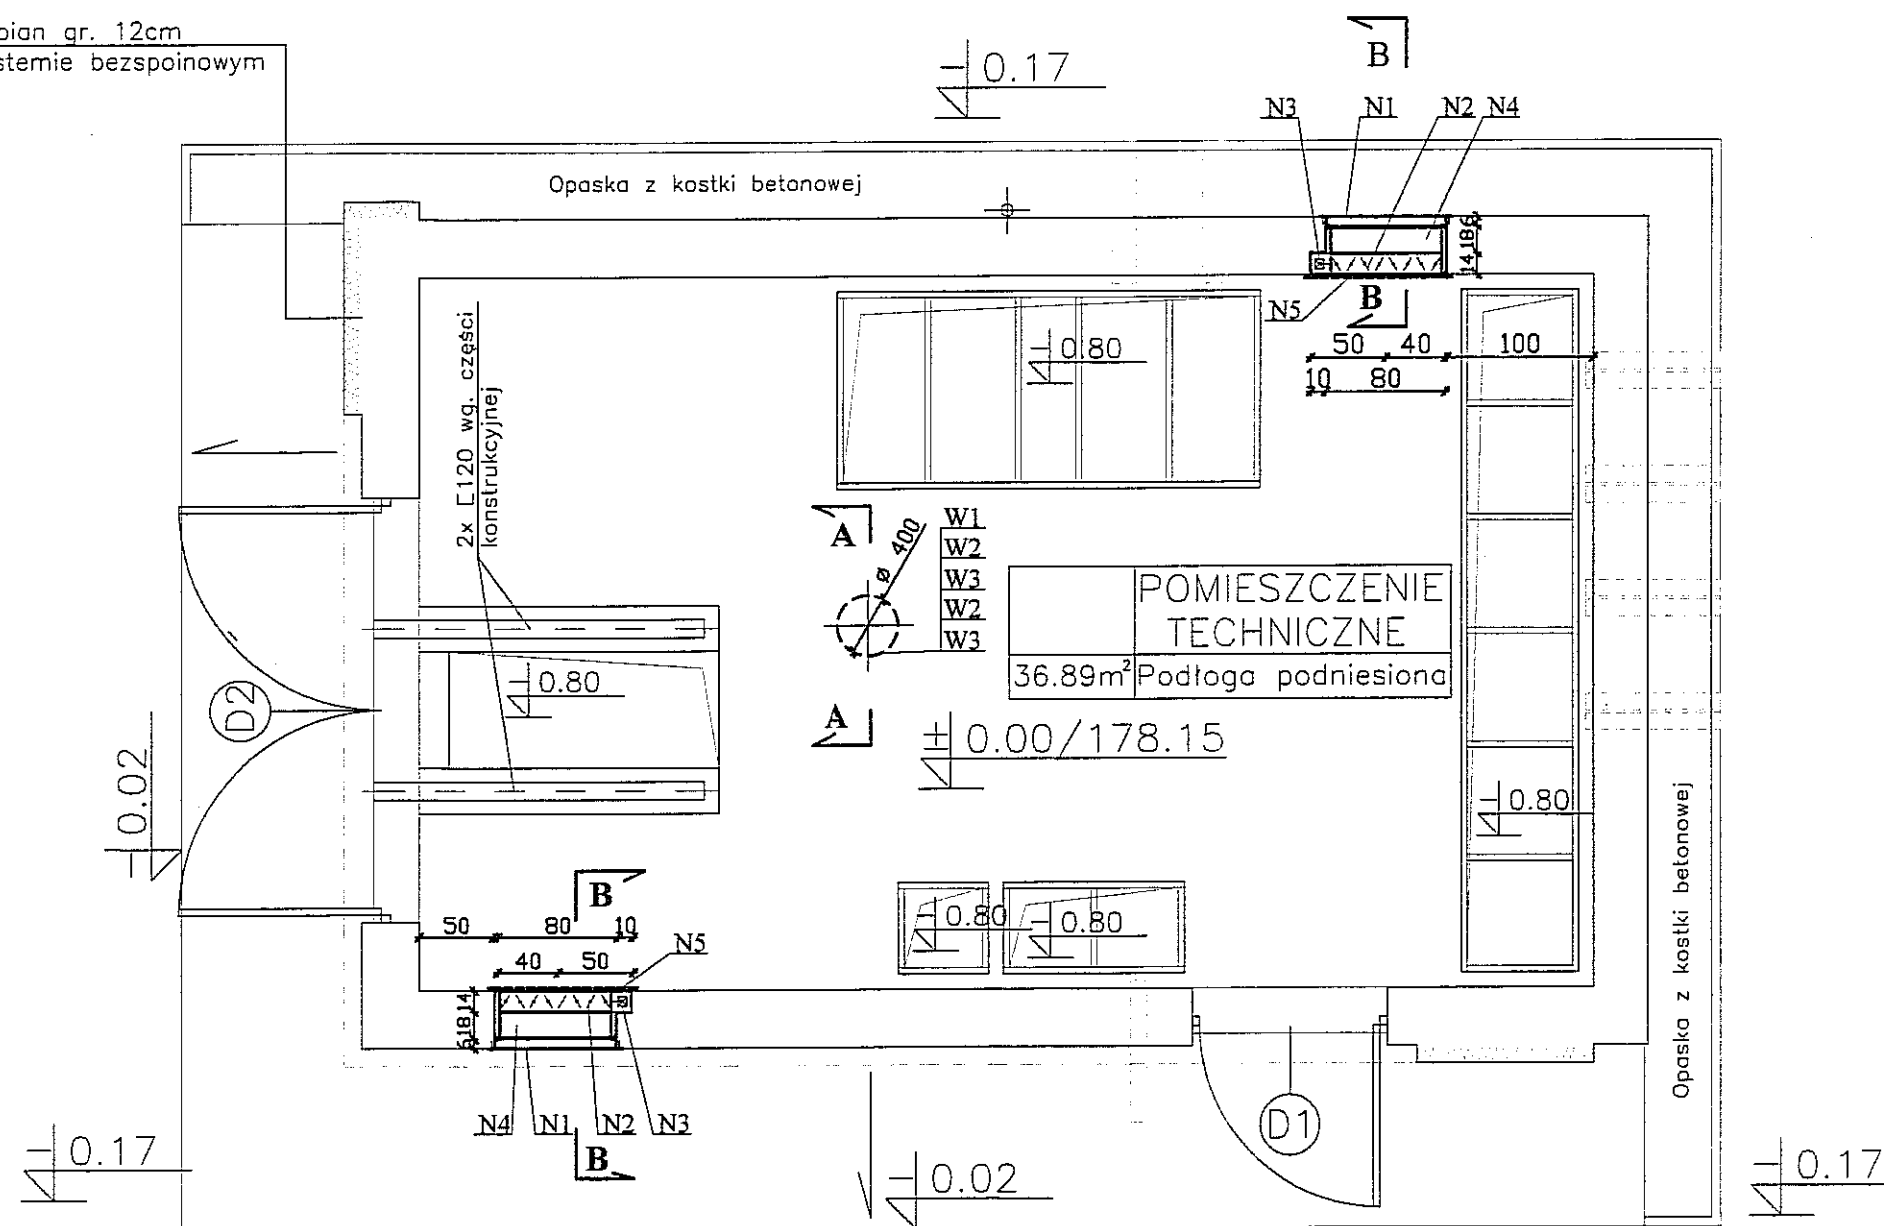 pian gr. 12cm
stemie bezspoinowym
-0.17
B
N3 N1 N2 N4
Opaska z kostki betonowej
14 18 6
N5
B
50 40 100
10 80
-0.80
2x [120 wg. części
konstrukcyjnej
A
ø 400
W1
W2
W3
W2
W3
POMIESZCZENIE
TECHNICZNE
36.89m² Podłoga podniesiona
-0.80
D2
A
±0.00/178.15
-0.02
-0.80
Opaska z kostki betonowej
B
50 80 10
40 50
N5
-0.80
-0.80
6 18 14
N4 N1 N2 N3
B
D1
-0.17
-0.02
-0.17